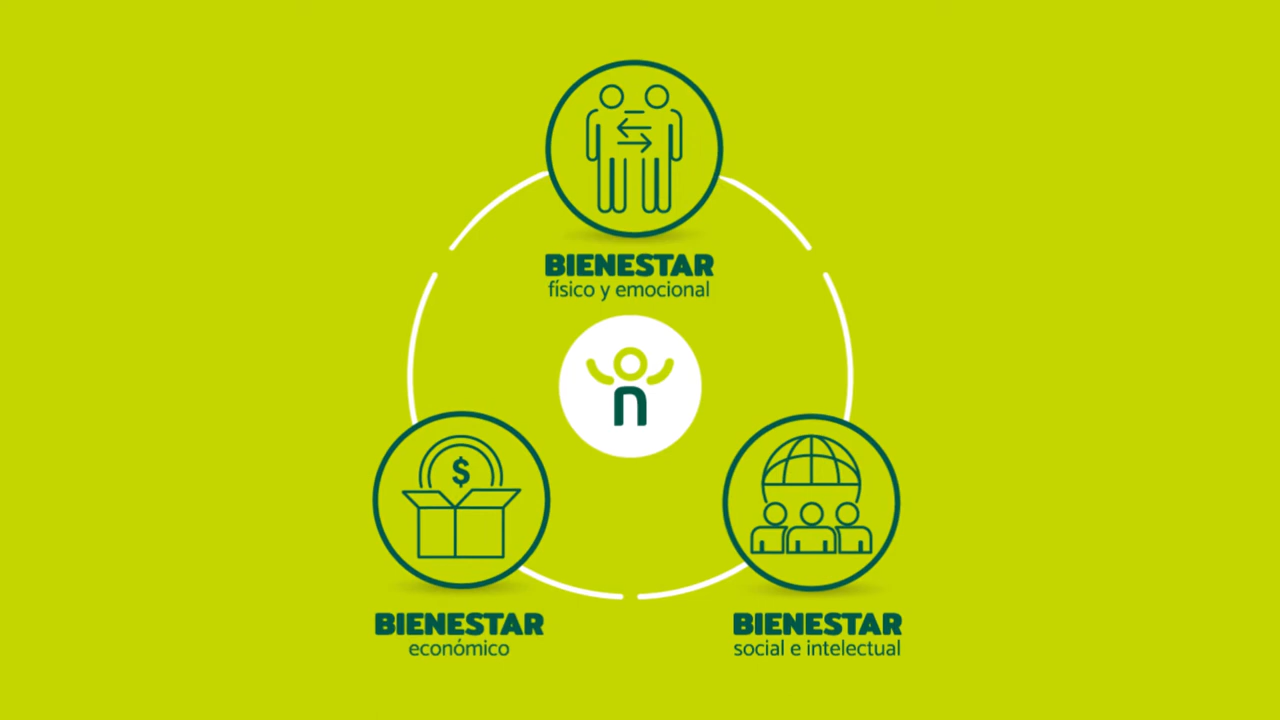 BIENESTAR
físico y emocional
n
$
BIENESTAR
económico
BIENESTAR
social e intelectual